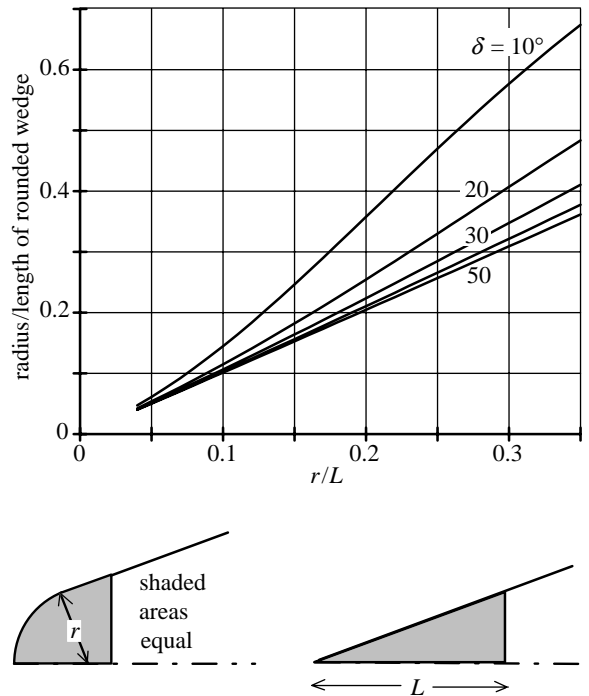 radius/length of rounded wedge
0.6
0.4
0.2
0
δ = 10°
20
30
50
0
0.1
0.2
0.3
r/L
r
shaded
areas
equal
L